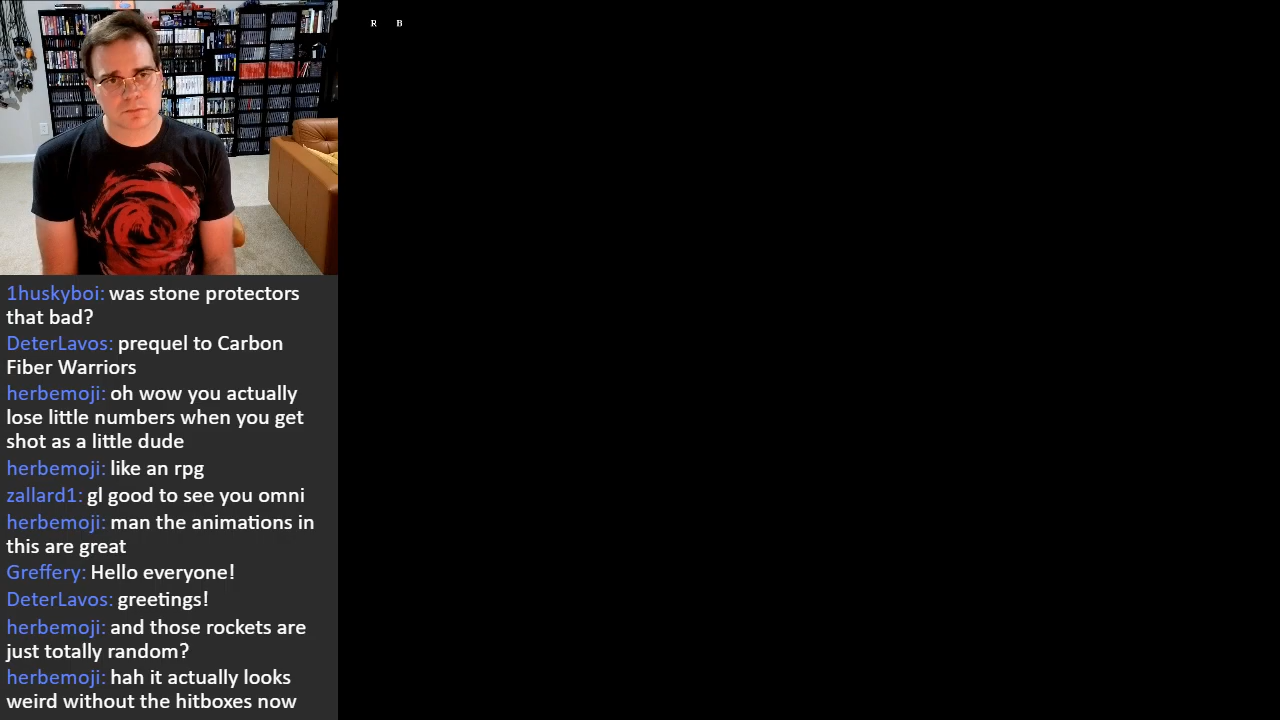 R B
1huskyboi: was stone protectors
that bad?
DeterLavos: prequel to Carbon
Fiber Warriors
herbemoji: oh wow you actually
lose little numbers when you get
shot as a little dude
herbemoji: like an rpg
zallard1: gl good to see you omni
herbemoji: man the animations in
this are great
Greffery: Hello everyone!
DeterLavos: greetings!
herbemoji: and those rockets are
just totally random?
herbemoji: hah it actually looks
weird without the hitboxes now